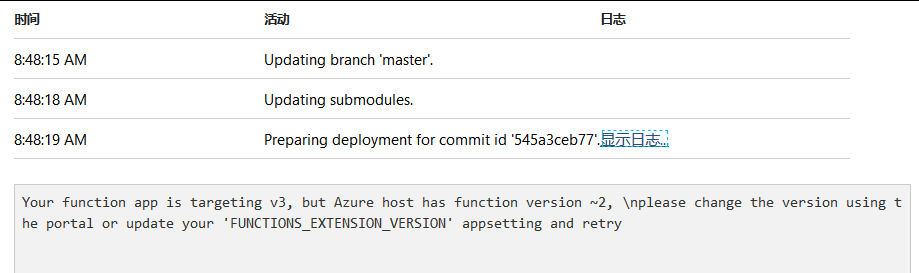 时间 活动 日志
8:48:15 AM Updating branch 'master'.
8:48:18 AM Updating submodules.
8:48:19 AM Preparing deployment for commit id '545a3ceb77'.显示日志...
Your function app is targeting v3, but Azure host has function version ~2, \nplease change the version using t
he portal or update your 'FUNCTIONS_EXTENSION_VERSION' appsetting and retry